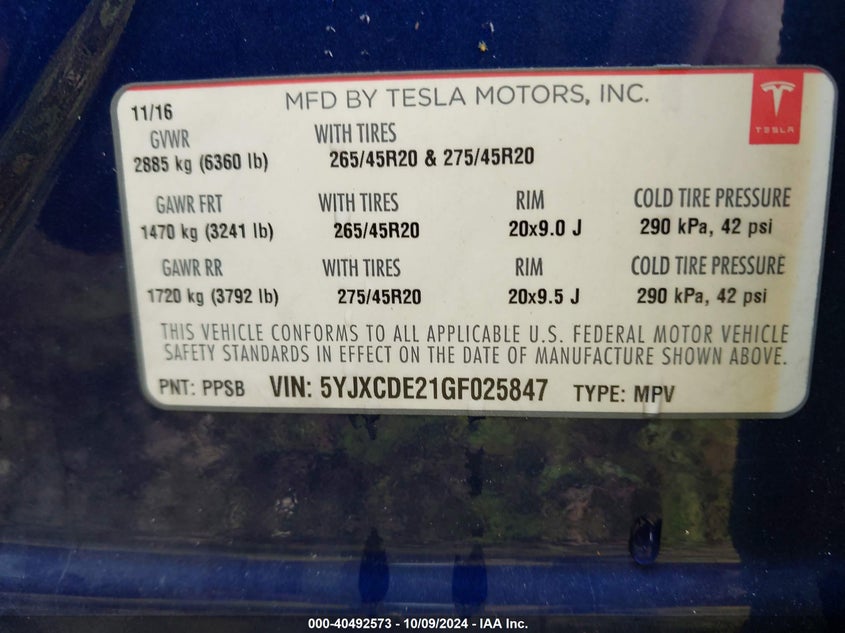 MFD BY TESLA MOTORS, INC.
TESLA
11/16
GVWR WITH TIRES
2885 kg (6360 lb) 265/45R20 & 275/45R20
GAWR FRT WITH TIRES RIM COLD TIRE PRESSURE
1470 kg (3241 lb) 265/45R20 20x9.0 J 290 kPa, 42 psi
GAWR RR WITH TIRES RIM COLD TIRE PRESSURE
1720 kg (3792 lb) 275/45R20 20x9.5 J 290 kPa, 42 psi
THIS VEHICLE CONFORMS TO ALL APPLICABLE U.S. FEDERAL MOTOR VEHICLE
SAFETY STANDARDS IN EFFECT ON THE DATE OF MANUFACTURE SHOWN ABOVE.
PNT: PPSB VIN: 5YJXCDE21GF025847 TYPE: MPV
000-40492573 - 10/09/2024 - IAA Inc.